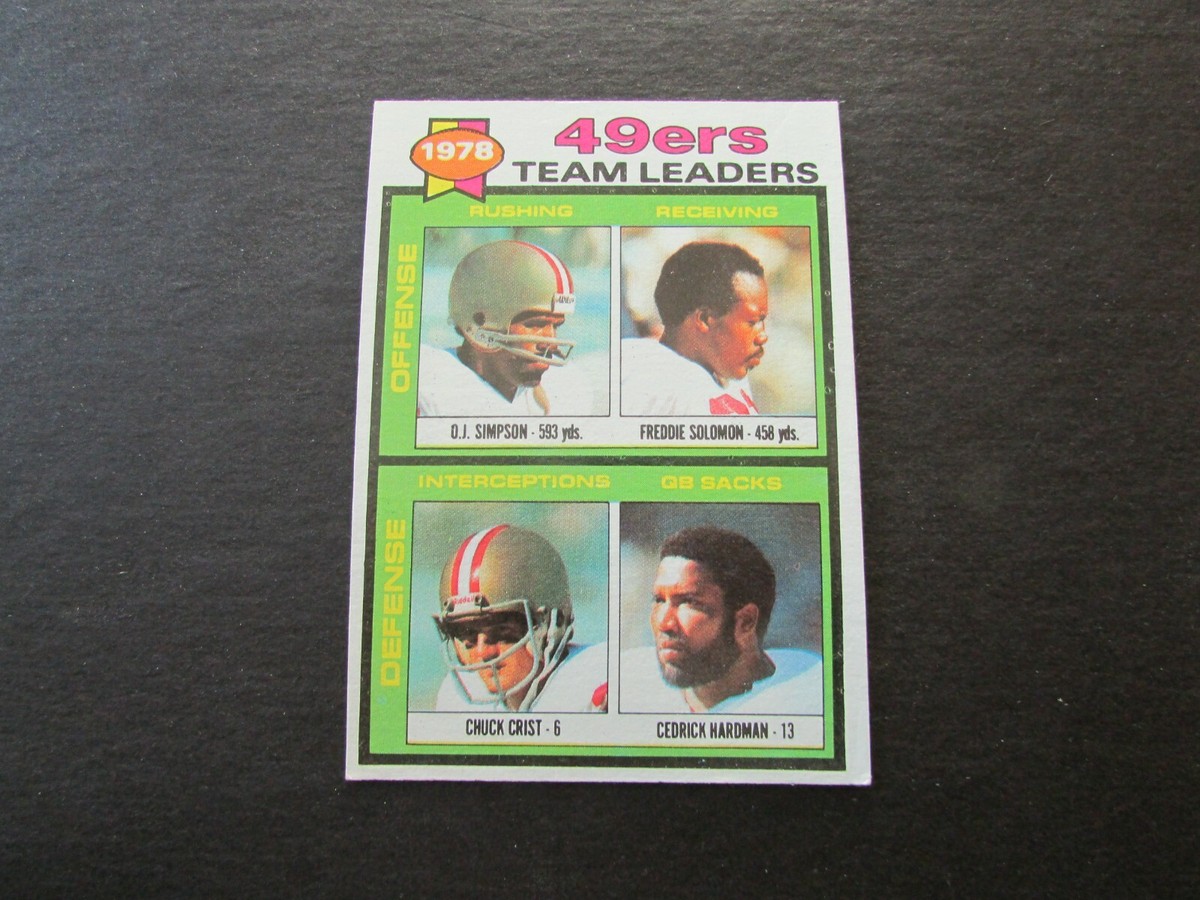 1978
49ers
TEAM LEADERS
OFFENSE
RUSHING
RECEIVING
O.J. SIMPSON - 593 yds.
FREDDIE SOLOMON - 458 yds.
DEFENSE
INTERCEPTIONS
QB SACKS
CHUCK CRIST - 6
CEDRICK HARDMAN - 13